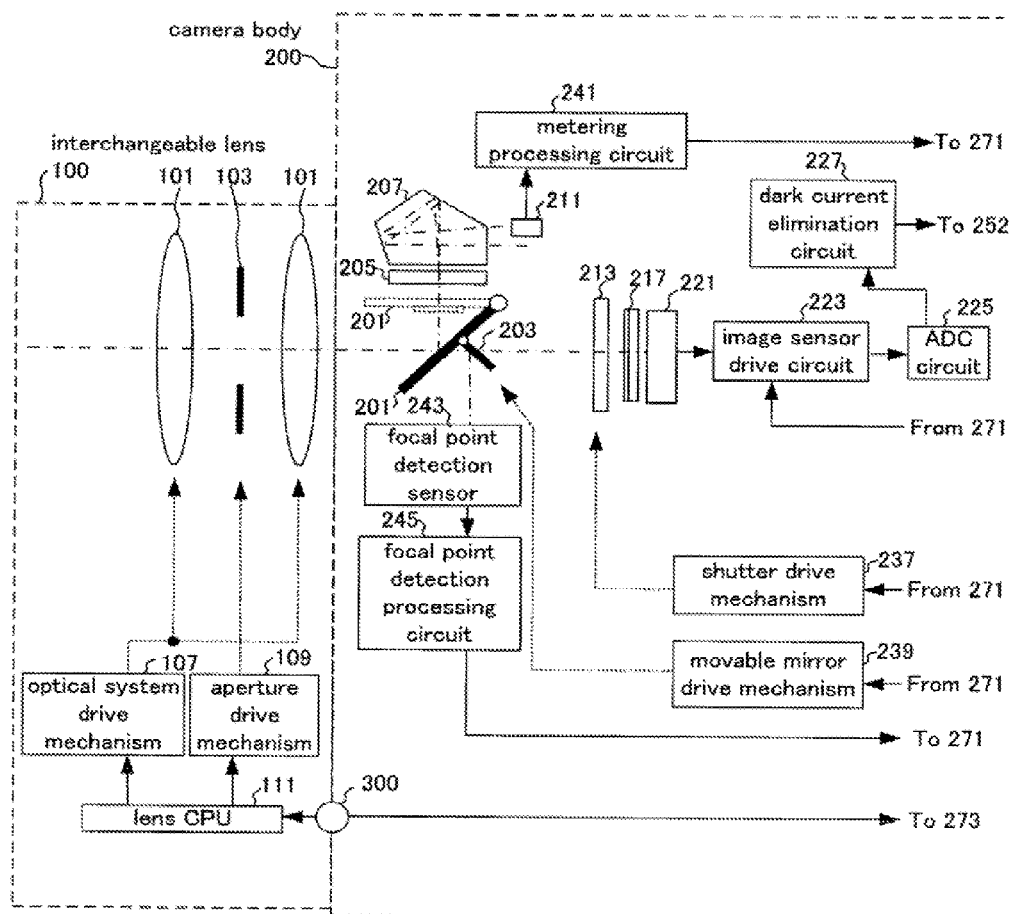 camera body
200
241
metering
processing circuit
To 271
interchangeable lens
100
101
103
101
207
211
227
dark current
elimination
circuit
To 252
205
213
217
221
223
225
201
203
image sensor
drive circuit
ADC
circuit
201
243
From 271
focal point
detection
sensor
245
focal point
detection
processing
circuit
237
shutter drive
mechanism
From 271
107
109
239
optical system
drive
mechanism
aperture
drive
mechanism
movable mirror
drive mechanism
From 271
To 271
111
300
lens CPU
To 273